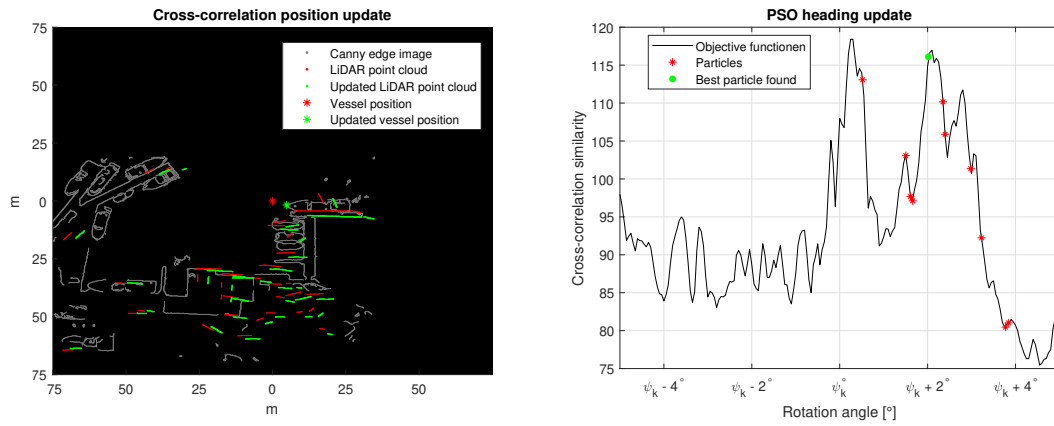 Cross-correlation position update
75
50
25
0
25
50
75
m
75
50
25
0
25
50
m
Canny edge image
LiDAR point cloud
Updated LiDAR point cloud
Vessel position
Updated vessel position
PSO heading update
120
115
110
105
100
95
90
85
80
75
Cross-correlation similarity
ψk - 4°
ψk - 2°
ψk°
ψk + 2°
ψk + 4°
Rotation angle [°]
Objective functionen
Particles
Best particle found